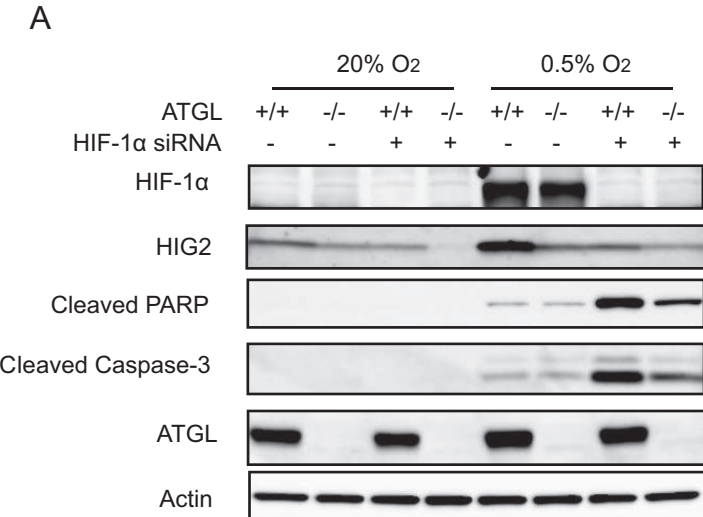 A
20% O2 0.5% O2
ATGL +/+ -/- +/+ -/- +/+ -/- +/+ -/-
HIF-1α siRNA - - + + - - + +
HIF-1α
HIG2
Cleaved PARP
Cleaved Caspase-3
ATGL
Actin